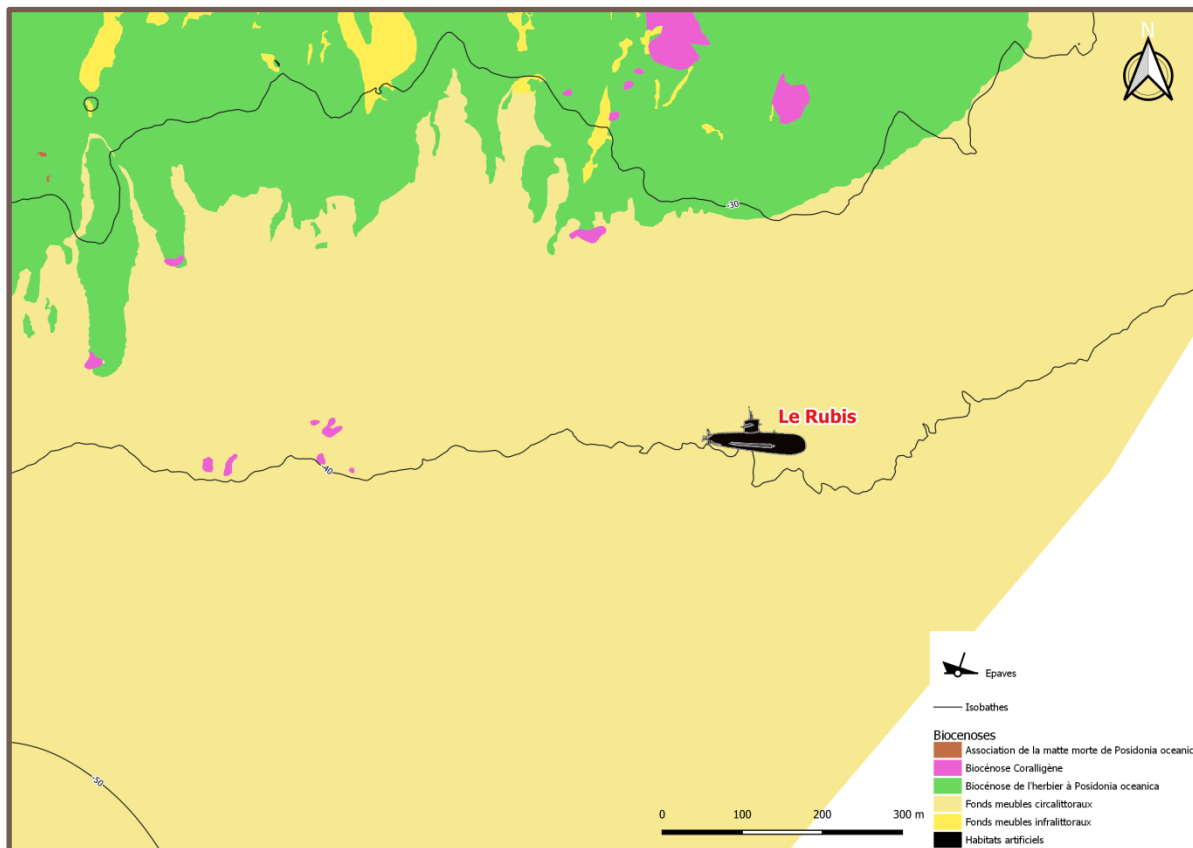 N
-30
Le Rubis
-40
Epaves
Isobathes
-50
Biocenoses
Association de la matte morte de Posidonia oceanic
Biocénose Coralligène
Biocénose de l'herbier à Posidonia oceanica
Fonds meubles circalittoraux
Fonds meubles infralittoraux
Habitats artificiels
0 100 200 300 m